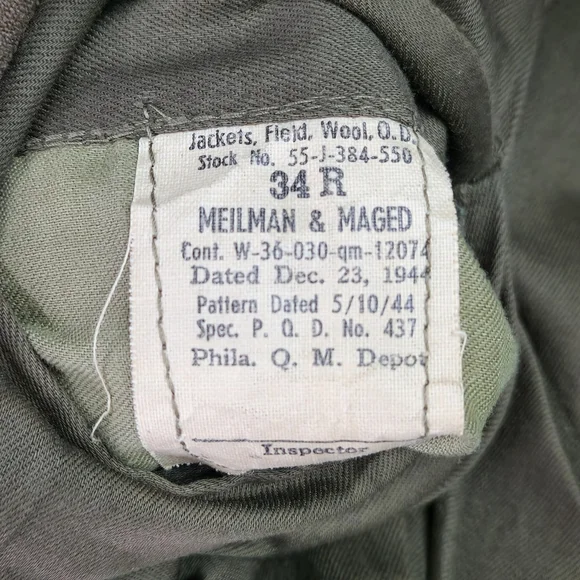 Jackets, Field, Wool, O.D.
Stock No. 55-J-384-550
34 R
MEILMAN & MAGED
Cont. W-36-030-qm-12074
Dated Dec. 23, 1944
Pattern Dated 5/10/44
Spec. P. Q. D. No. 437
Phila. Q. M. Depot
Inspector